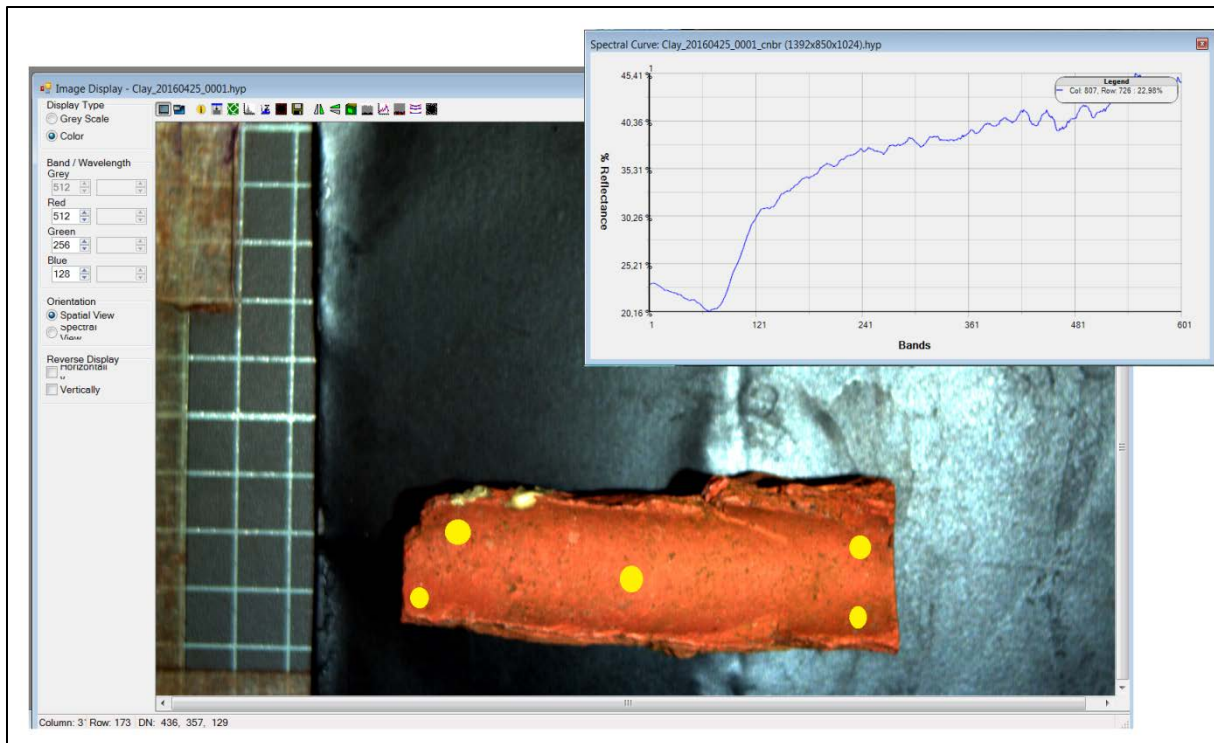 Spectral Curve: Clay_20160425_0001_cnbr (1392x850x1024).hyp
45,41 %
40,36 %
35,31 %
30,26 %
25,21 %
20,16 %
% Reflectance
1
Legend
Col: 807, Row: 726 : 22,98%
1 121 241 361 481 601
Bands
Image Display - Clay_20160425_0001.hyp
Display Type
Grey Scale
Color
Band / Wavelength
Grey
512
Red
512
Green
256
Blue
128
Orientation
Spatial View
Spectral
View
Reverse Display
Horizontall
Vertically
Column: 3' Row: 173 DN: 436, 357, 129